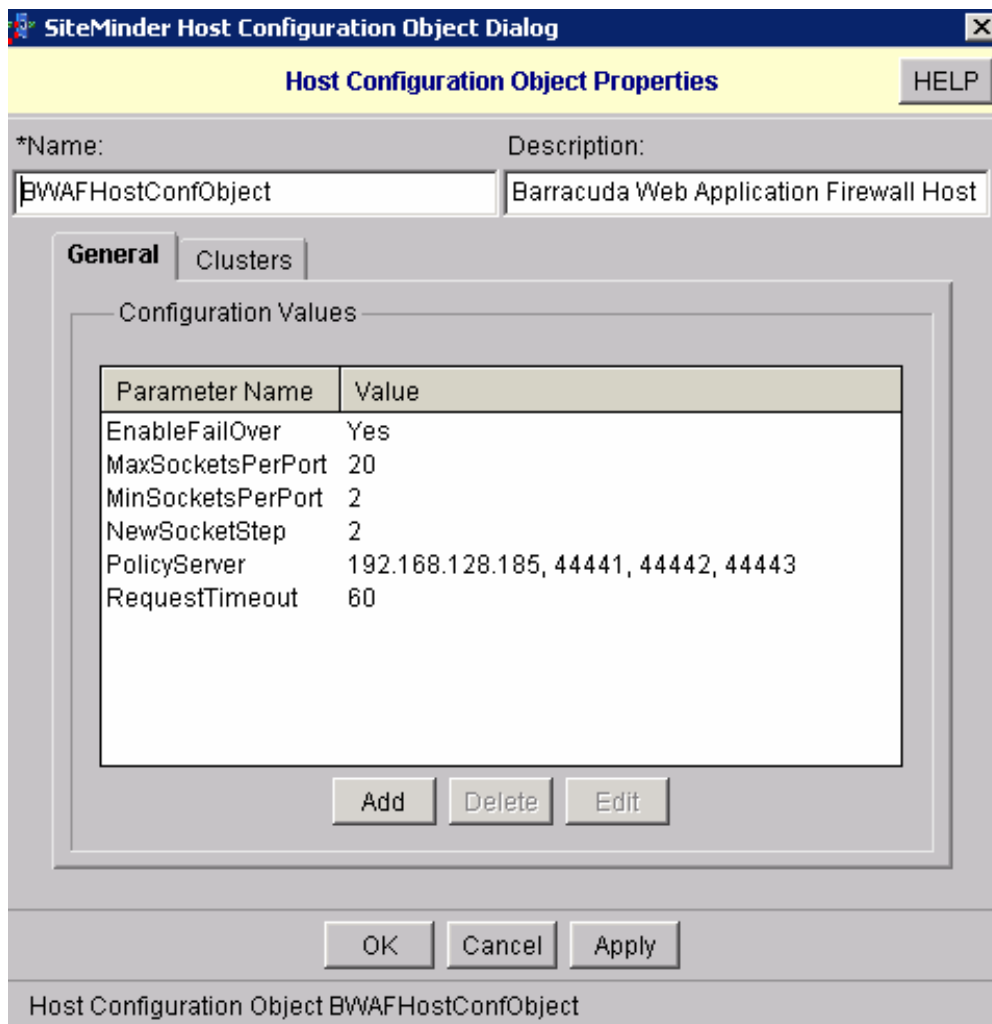 SiteMinder Host Configuration Object Dialog
Host Configuration Object Properties
HELP
*Name:
Description:
BWAFHostConfObject
Barracuda Web Application Firewall Host
General
Clusters
Configuration Values
Parameter Name Value
EnableFailOver Yes
MaxSocketsPerPort 20
MinSocketsPerPort 2
NewSocketStep 2
PolicyServer 192.168.128.185, 44441, 44442, 44443
RequestTimeout 60
Add Delete Edit
OK Cancel Apply
Host Configuration Object BWAFHostConfObject